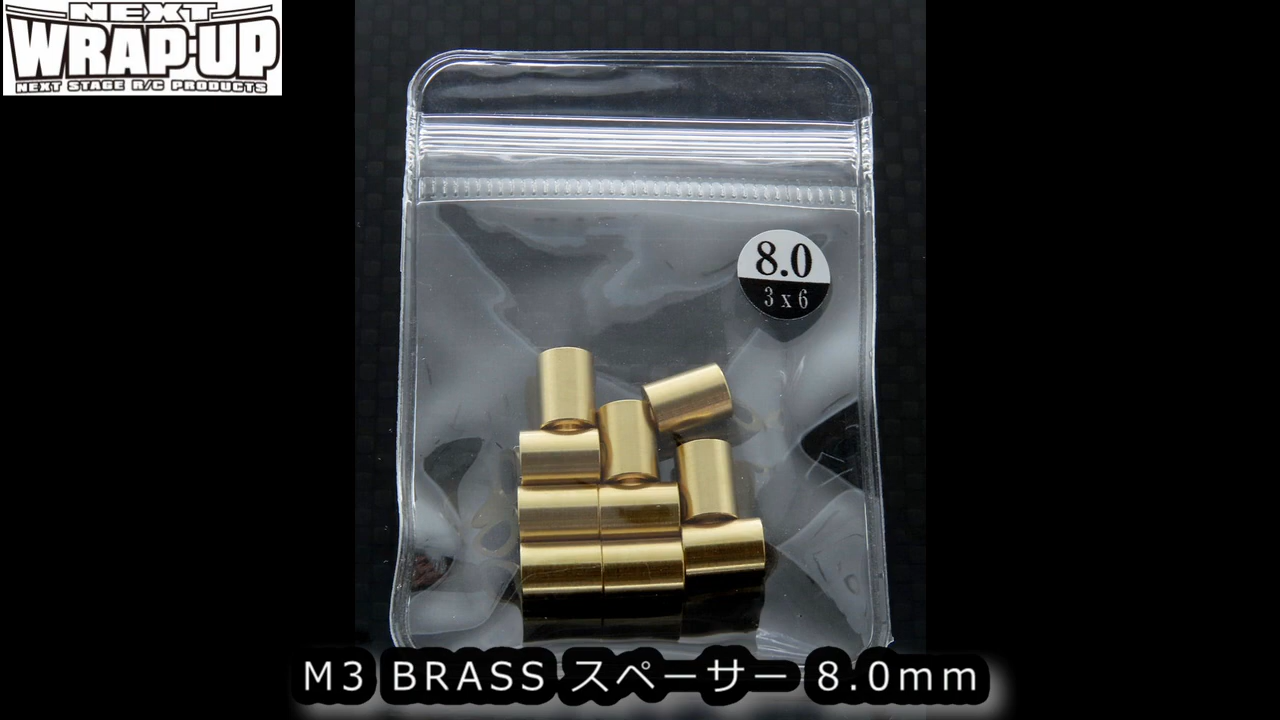 NEXT
WRAP-UP
NEXT STAGE R/C PRODUCTS
8.0
3 x 6
M3 BRASS スペーサー 8.0mm